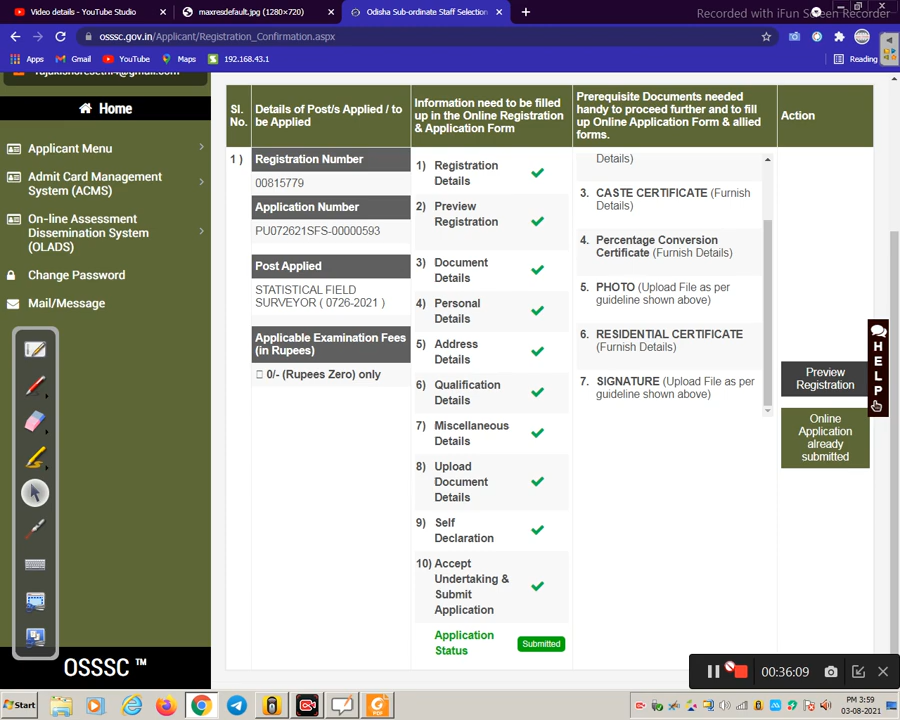 Video details - YouTube Studio
maxresdefault.jpg (1280×720)
Odisha Sub-ordinate Staff Selection
Recorded with iFun Screen Recorder
osssc.gov.in/Applicant/Registration_Confirmation.aspx
Apps
Gmail
YouTube
Maps
192.168.43.1
Reading
Home
Applicant Menu
Admit Card Management
System (ACMS)
On-line Assessment
Dissemination System
(OLADS)
Change Password
Mail/Message
OSSSC ™
Sl.
No.
Details of Post/s Applied / to
be Applied
Information need to be filled
up in the Online Registration
& Application Form
Prerequisite Documents needed
handy to proceed further and to fill
up Online Application Form & allied
forms.
Action
1 )
Registration Number
00815779
Application Number
PU072621SFS-00000593
Post Applied
STATISTICAL FIELD
SURVEYOR ( 0726-2021 )
Applicable Examination Fees
(in Rupees)
0/- (Rupees Zero) only
1) Registration
Details
2) Preview
Registration
3) Document
Details
4) Personal
Details
5) Address
Details
6) Qualification
Details
7) Miscellaneous
Details
8) Upload
Document
Details
9) Self
Declaration
10) Accept
Undertaking &
Submit
Application
Application
Status
Submitted
Details)
3. CASTE CERTIFICATE (Furnish
Details)
4. Percentage Conversion
Certificate (Furnish Details)
5. PHOTO (Upload File as per
guideline shown above)
6. RESIDENTIAL CERTIFICATE
(Furnish Details)
7. SIGNATURE (Upload File as per
guideline shown above)
Preview
Registration
Online
Application
already
submitted
HELP
00:36:09
Start
PM 3:59
03-08-2021